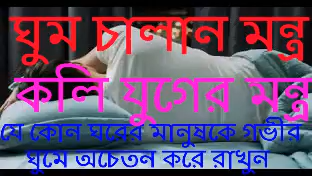 ঘুম চালান মন্ত্র
কলি যুগের মন্ত্র
যে কোন ঘরের মানুষকে গভীর
ঘুমে অচেতন করে রাখুন